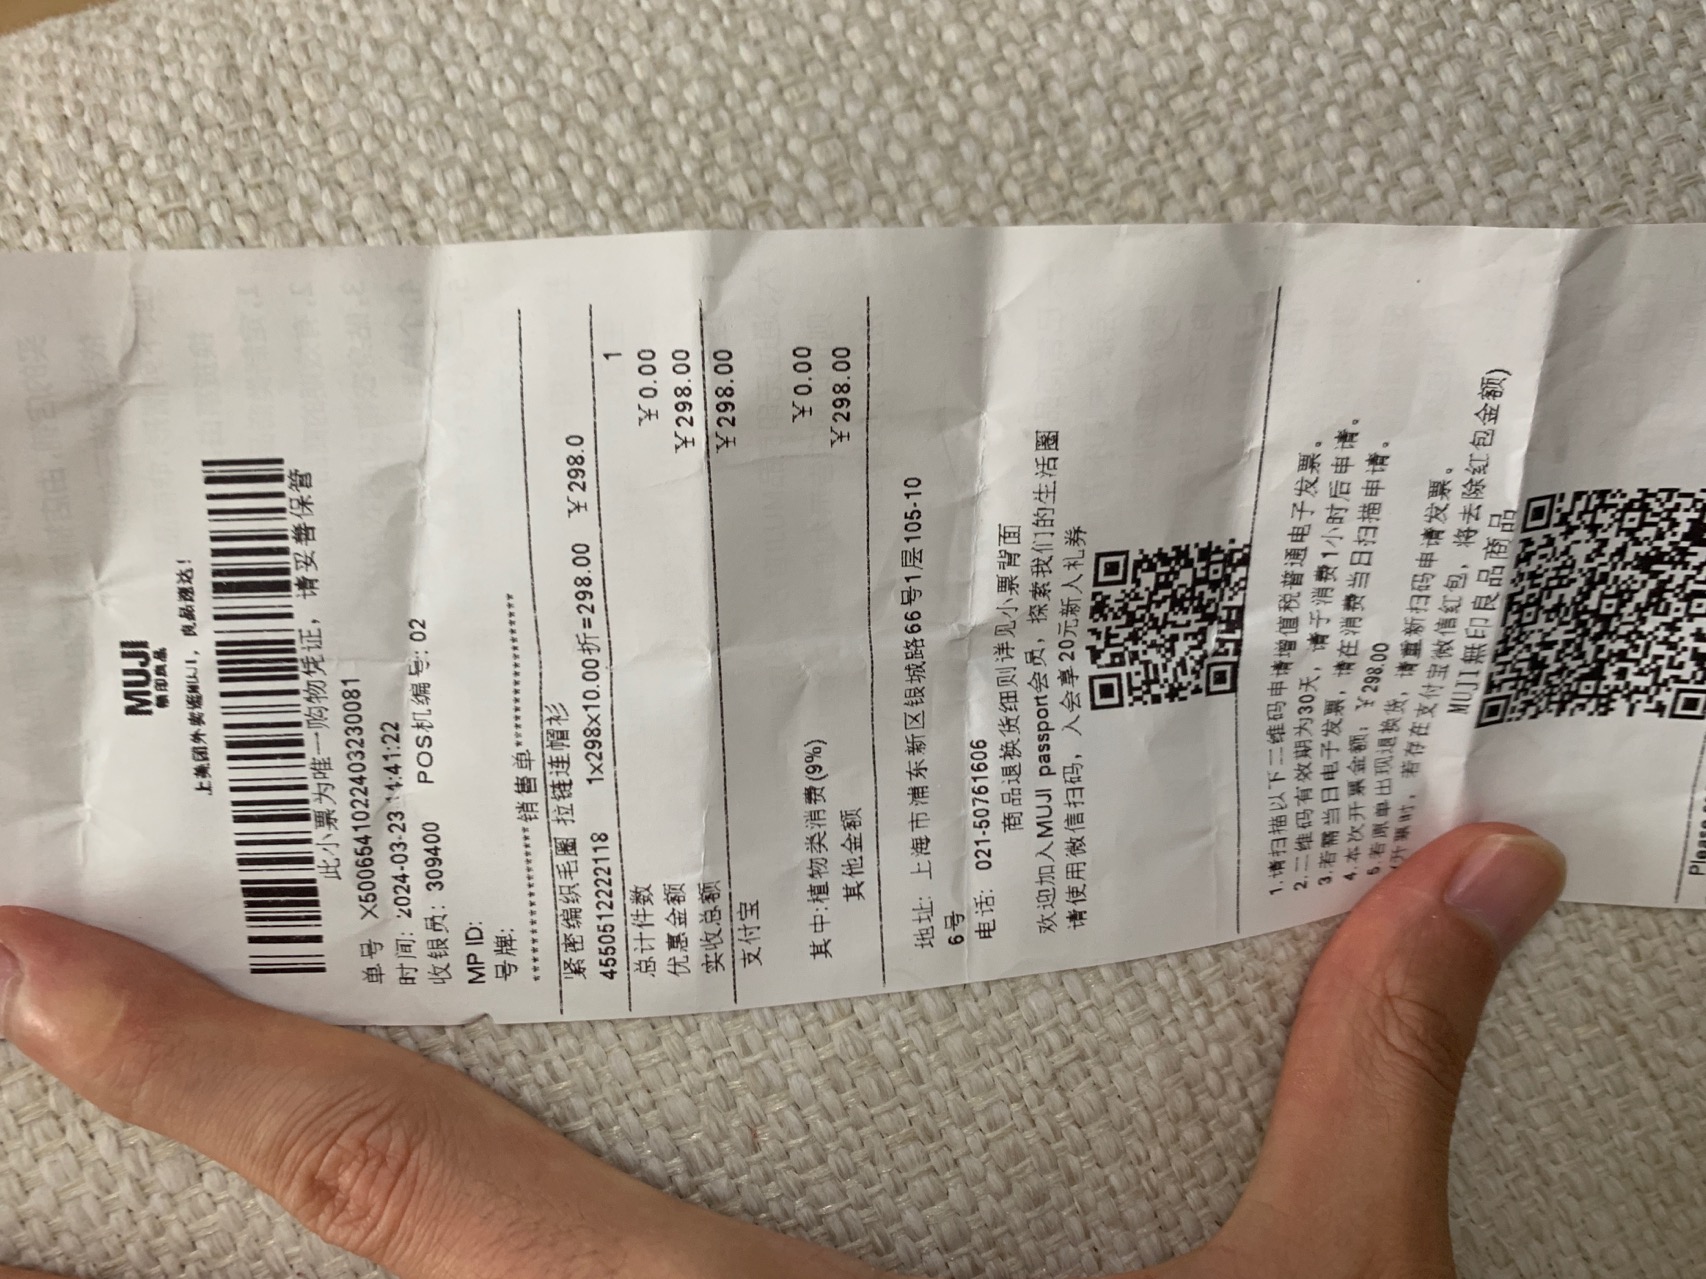 MUJI
無印良品
上美团外卖逛MUJI，良品速达！
此小票为唯一购物凭证，请妥善保管
单号 X5006541022403230081
时间: 2024-03-23 14:41:22
收银员: 309400 POS机编号: 02
MP ID:
号牌:
****************销售单****************
紧密编织毛圈 拉链连帽衫
4550512222118 1x298x10.00折=298.00 ￥298.0
总计件数 1
优惠金额 ￥0.00
实收总额 ￥298.00
支付宝 ￥298.00
其中:植物类消费(9%) ￥0.00
其他金额 ￥298.00
地址: 上海市浦东新区银城路66号1层105-10
6号
电话: 021-50761606
商品退换货细则详见小票背面
欢迎加入MUJI passport会员，探索我们的生活圈
请使用微信扫码，入会享20元新人礼券
1.请扫描以下二维码申请增值税普通电子发票。
2.二维码有效期为30天，请于消费1小时后申请。
3.若需当日电子发票，请在消费当日扫描申请。
4.本次开票金额: ￥298.00
5.若原单出现退换货，请重新扫码申请发票。
(开票时，若存在支付宝微信红包，将去除红包金额)
MUJI無印良品商品
Please